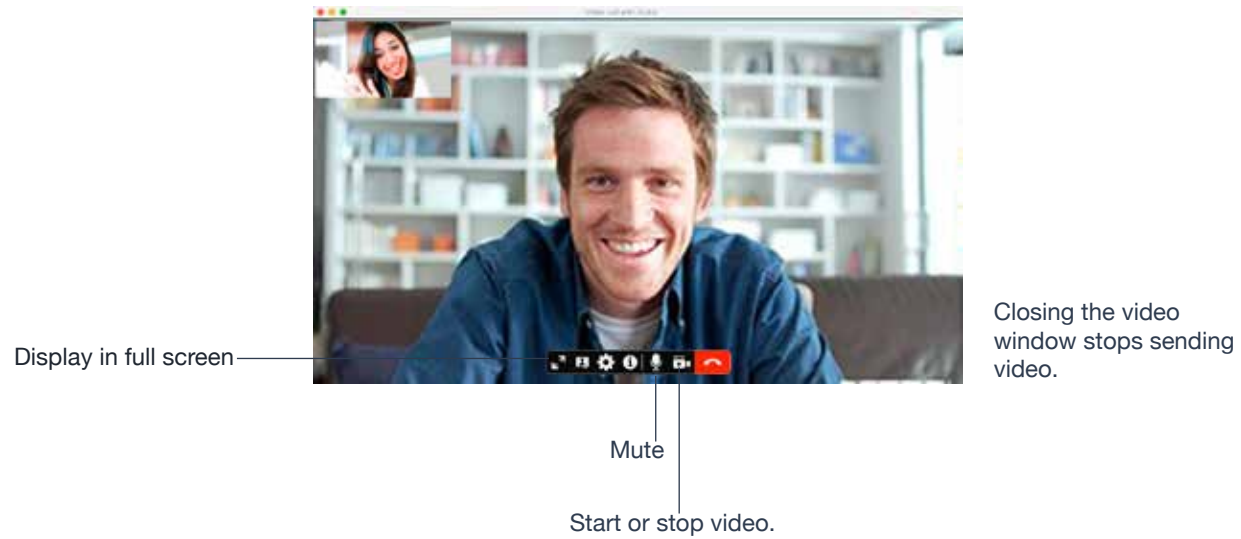 Closing the video
window stops sending
video.
Display in full screen
Mute
Start or stop video.